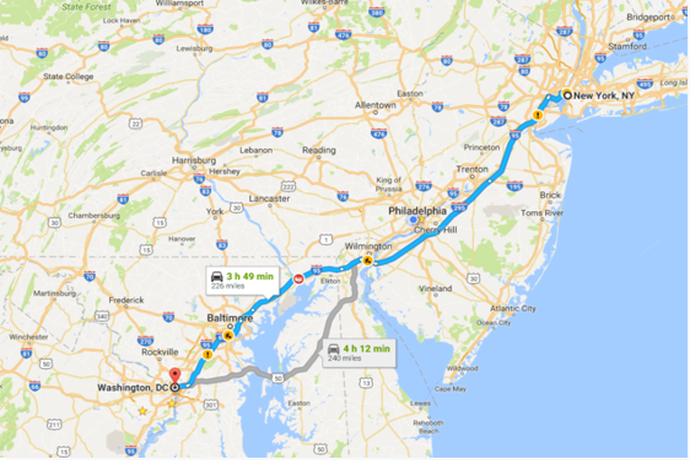 State Forest
Williamsport
Wilkes-Barre
Lock Haven
Bridgeport
Stamford
State College
Easton
New York, NY
Allentown
Huntingdon
Lebanon
Reading
Princeton
Harrisburg
Hershey
Carlisle
Trenton
King of
Prussia
Lancaster
York
Brick
Toms River
Philadelphia
Chambersburg
Cherry Hill
Hanover
Wilmington
3 h 49 min
226 miles
Elkton
Martinsburg
Vineland
Frederick
Atlantic City
Baltimore
Ocean City
Winchester
Rockville
4 h 12 min
240 miles
Wildwood
Washington, DC
Cape May
Easton
Lewes
Rehoboth
Beach